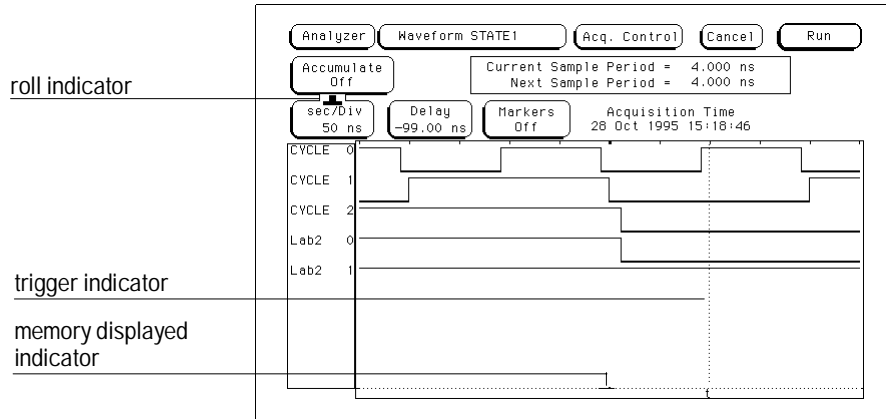 Analyzer Waveform STATE1 Acq. Control Cancel Run
Accumulate
Off
Current Sample Period = 4.000 ns
Next Sample Period = 4.000 ns
roll indicator
sec/Div
50 ns
Delay
-99.00 ns
Markers
Off
Acquisition Time
28 Oct 1995 15:18:46
CYCLE 0
CYCLE 1
CYCLE 2
Lab2 0
Lab2 1
trigger indicator
memory displayed
indicator
t